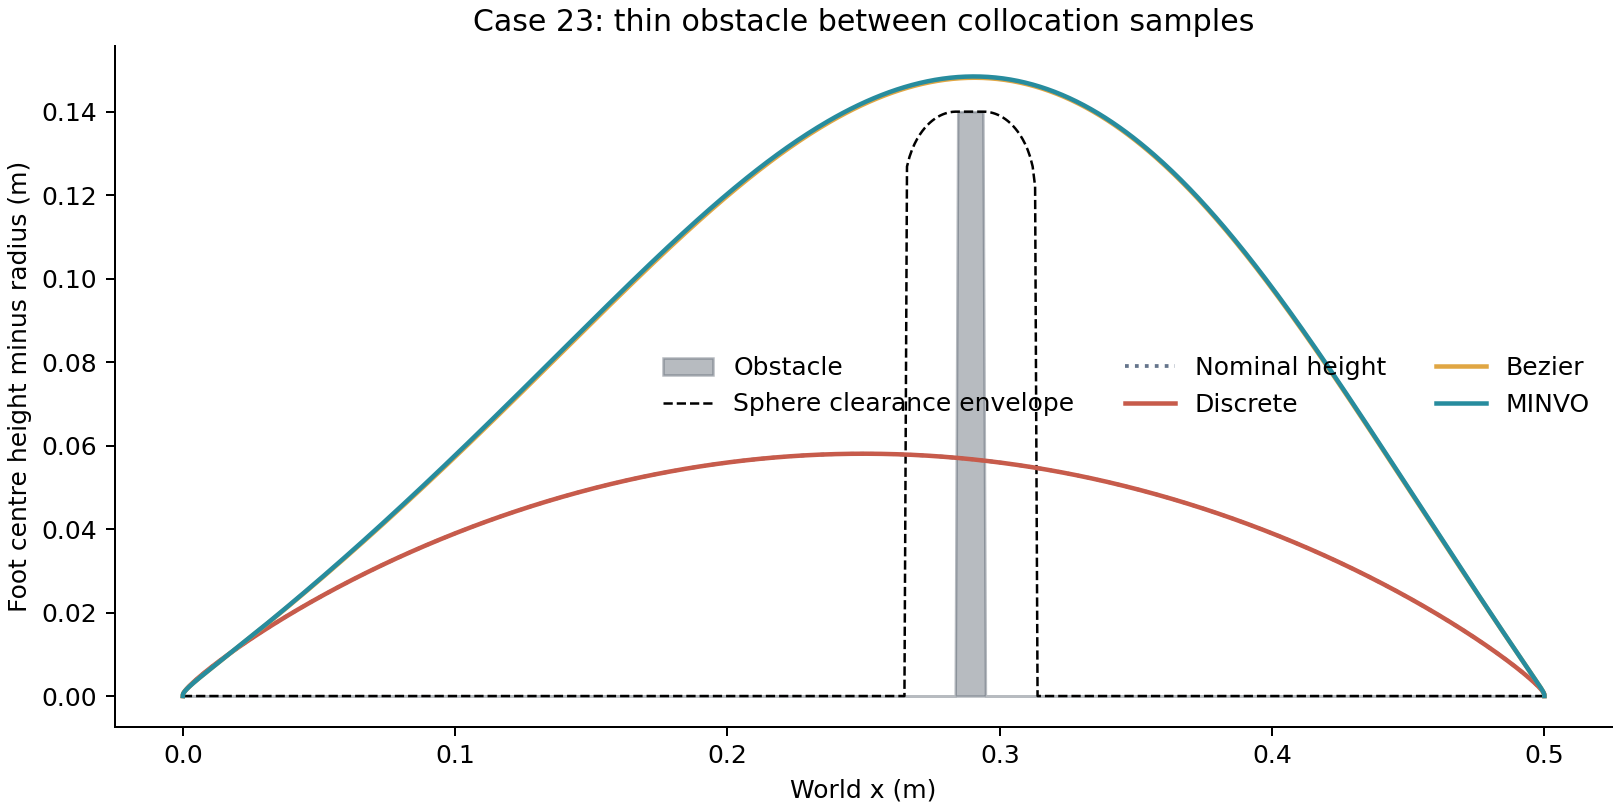 Case 23: thin obstacle between collocation samples
Foot centre height minus radius (m)
0.14
0.12
0.10
0.08
0.06
0.04
0.02
0.00
Obstacle
Sphere clearance envelope
Nominal height
Discrete
Bezier
MINVO
0.0 0.1 0.2 0.3 0.4 0.5
World x (m)